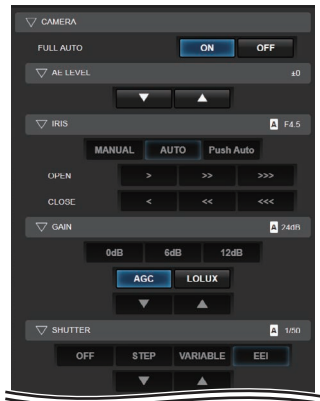 CAMERA
FULL AUTO ON OFF
AE LEVEL ±0
IRIS A F4.5
MANUAL AUTO Push Auto
OPEN > >> >>>
CLOSE < << <<<
GAIN A 24dB
0dB 6dB 12dB
AGC LOLUX
SHUTTER A 1/50
OFF STEP VARIABLE EEI